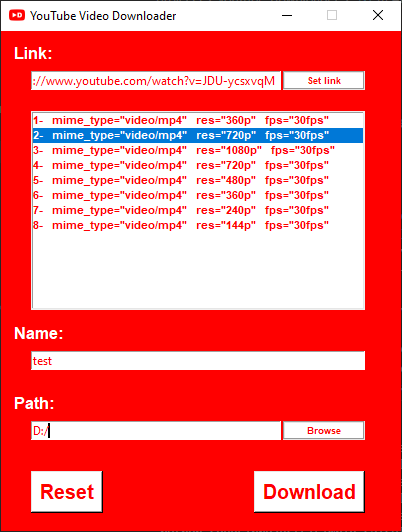 YouTube Video Downloader
Link:
://www.youtube.com/watch?v=JDU-ycsxvqM Set link
1- mime_type="video/mp4" res="360p" fps="30fps"
2- mime_type="video/mp4" res="720p" fps="30fps"
3- mime_type="video/mp4" res="1080p" fps="30fps"
4- mime_type="video/mp4" res="720p" fps="30fps"
5- mime_type="video/mp4" res="480p" fps="30fps"
6- mime_type="video/mp4" res="360p" fps="30fps"
7- mime_type="video/mp4" res="240p" fps="30fps"
8- mime_type="video/mp4" res="144p" fps="30fps"
Name:
test
Path:
D:/ Browse
Reset Download